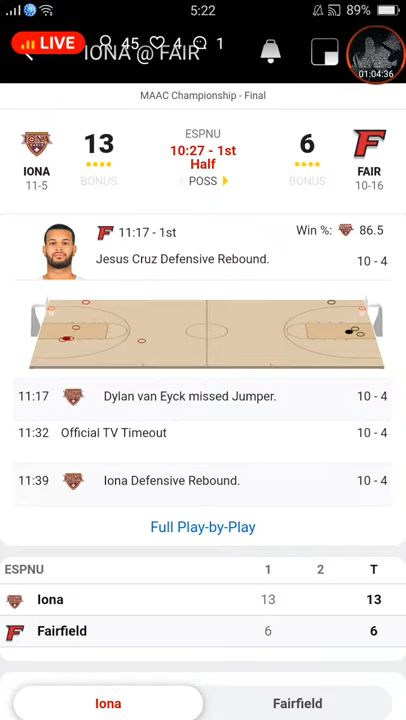 5:22
89%
LIVE
45 4 1
IONA @ FAIR
01:04:36
MAAC Championship - Final
IONA
11-5
13
BONUS
ESPNU
10:27 - 1st
Half
POSS
6
BONUS
FAIR
10-16
11:17 - 1st
Win %: 86.5
Jesus Cruz Defensive Rebound.
10 - 4
11:17 Dylan van Eyck missed Jumper. 10 - 4
11:32 Official TV Timeout 10 - 4
11:39 Iona Defensive Rebound. 10 - 4
Full Play-by-Play
ESPNU 1 2 T
Iona 13 13
Fairfield 6 6
Iona Fairfield